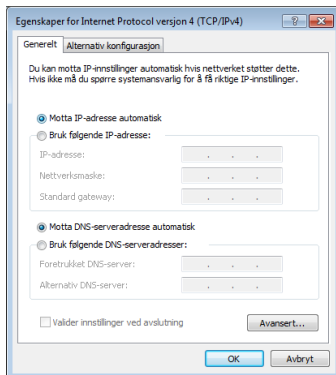 Egenskaper for Internet Protocol versjon 4 (TCP/IPv4)
Generelt Alternativ konfigurasjon
Du kan motta IP-innstillinger automatisk hvis nettverket støtter dette.
Hvis ikke må du spørre systemansvarlig for å få riktige IP-innstillinger.
Motta IP-adresse automatisk
Bruk følgende IP-adresse:
IP-adresse:
Nettverksmaske:
Standard gateway:
Motta DNS-serveradresse automatisk
Bruk følgende DNS-serveradresser:
Foretrukket DNS-server:
Alternativ DNS-server:
Valider innstillinger ved avslutning
Avansert...
OK Avbryt